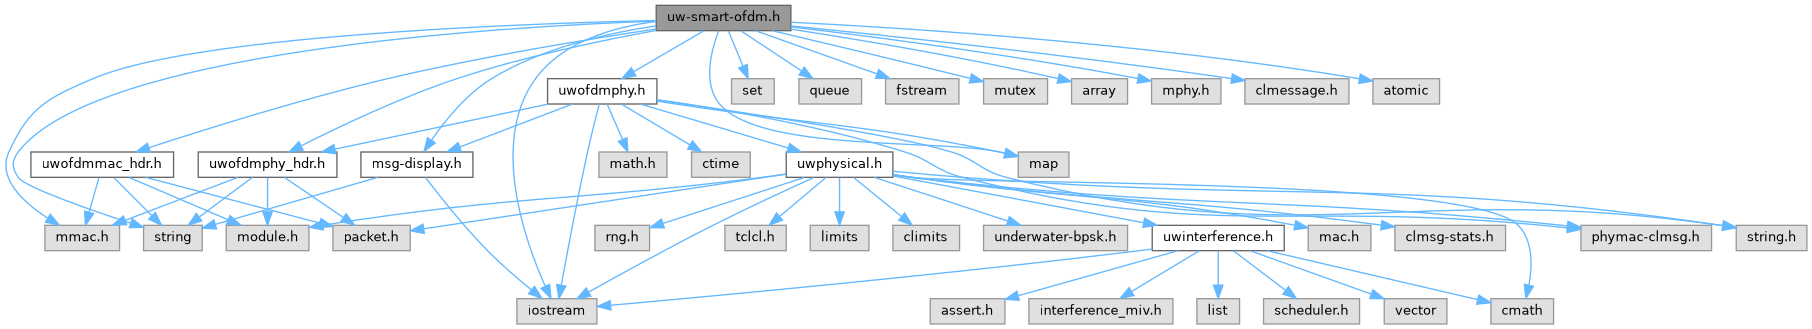 uw-smart-ofdm.h
uwofdmphy.h
set
queue
fstream
mutex
array
mphy.h
clmessage.h
atomic
uwofdmmac_hdr.h
uwofdmphy_hdr.h
msg-display.h
math.h
ctime
uwphysical.h
map
mmac.h
string
module.h
packet.h
rng.h
tclcl.h
limits
climits
underwater-bpsk.h
uwinterference.h
mac.h
clmsg-stats.h
phymac-clmsg.h
string.h
iostream
assert.h
interference_miv.h
list
scheduler.h
vector
cmath